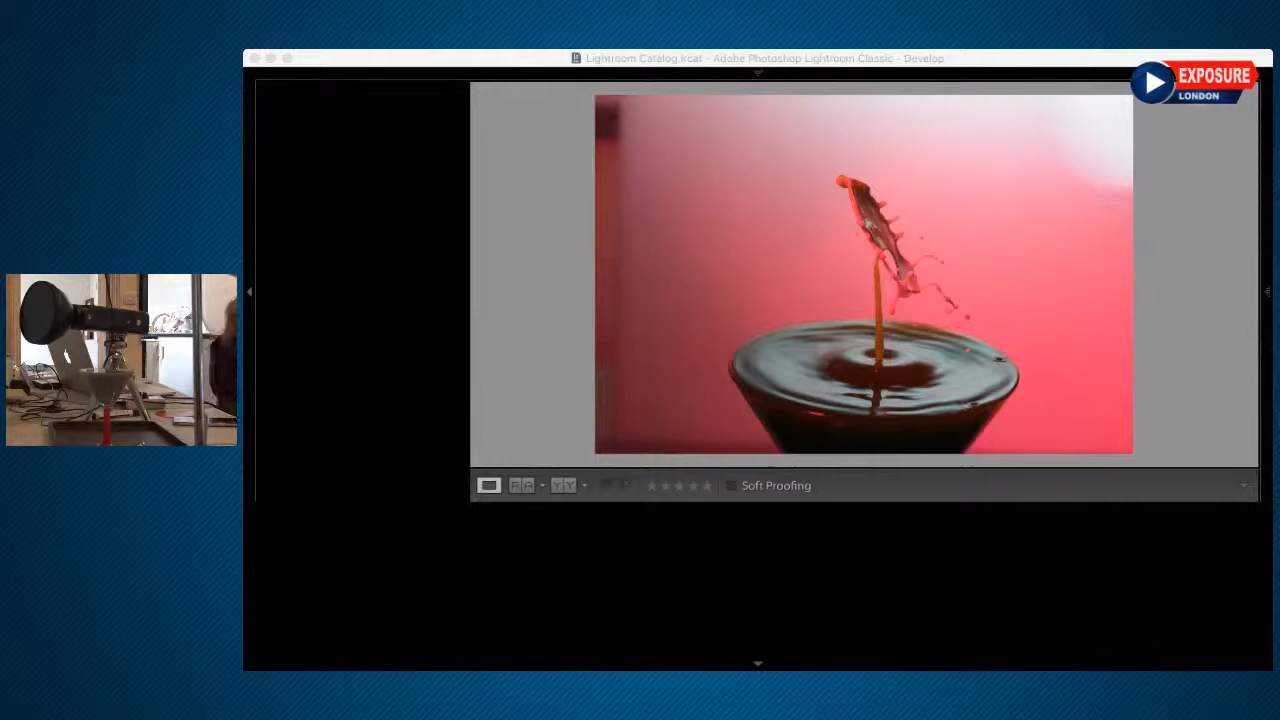 Lightroom Catalog.lrcat - Adobe Photoshop Lightroom Classic - Develop
EXPOSURE
LONDON
R A
Y Y
Soft Proofing